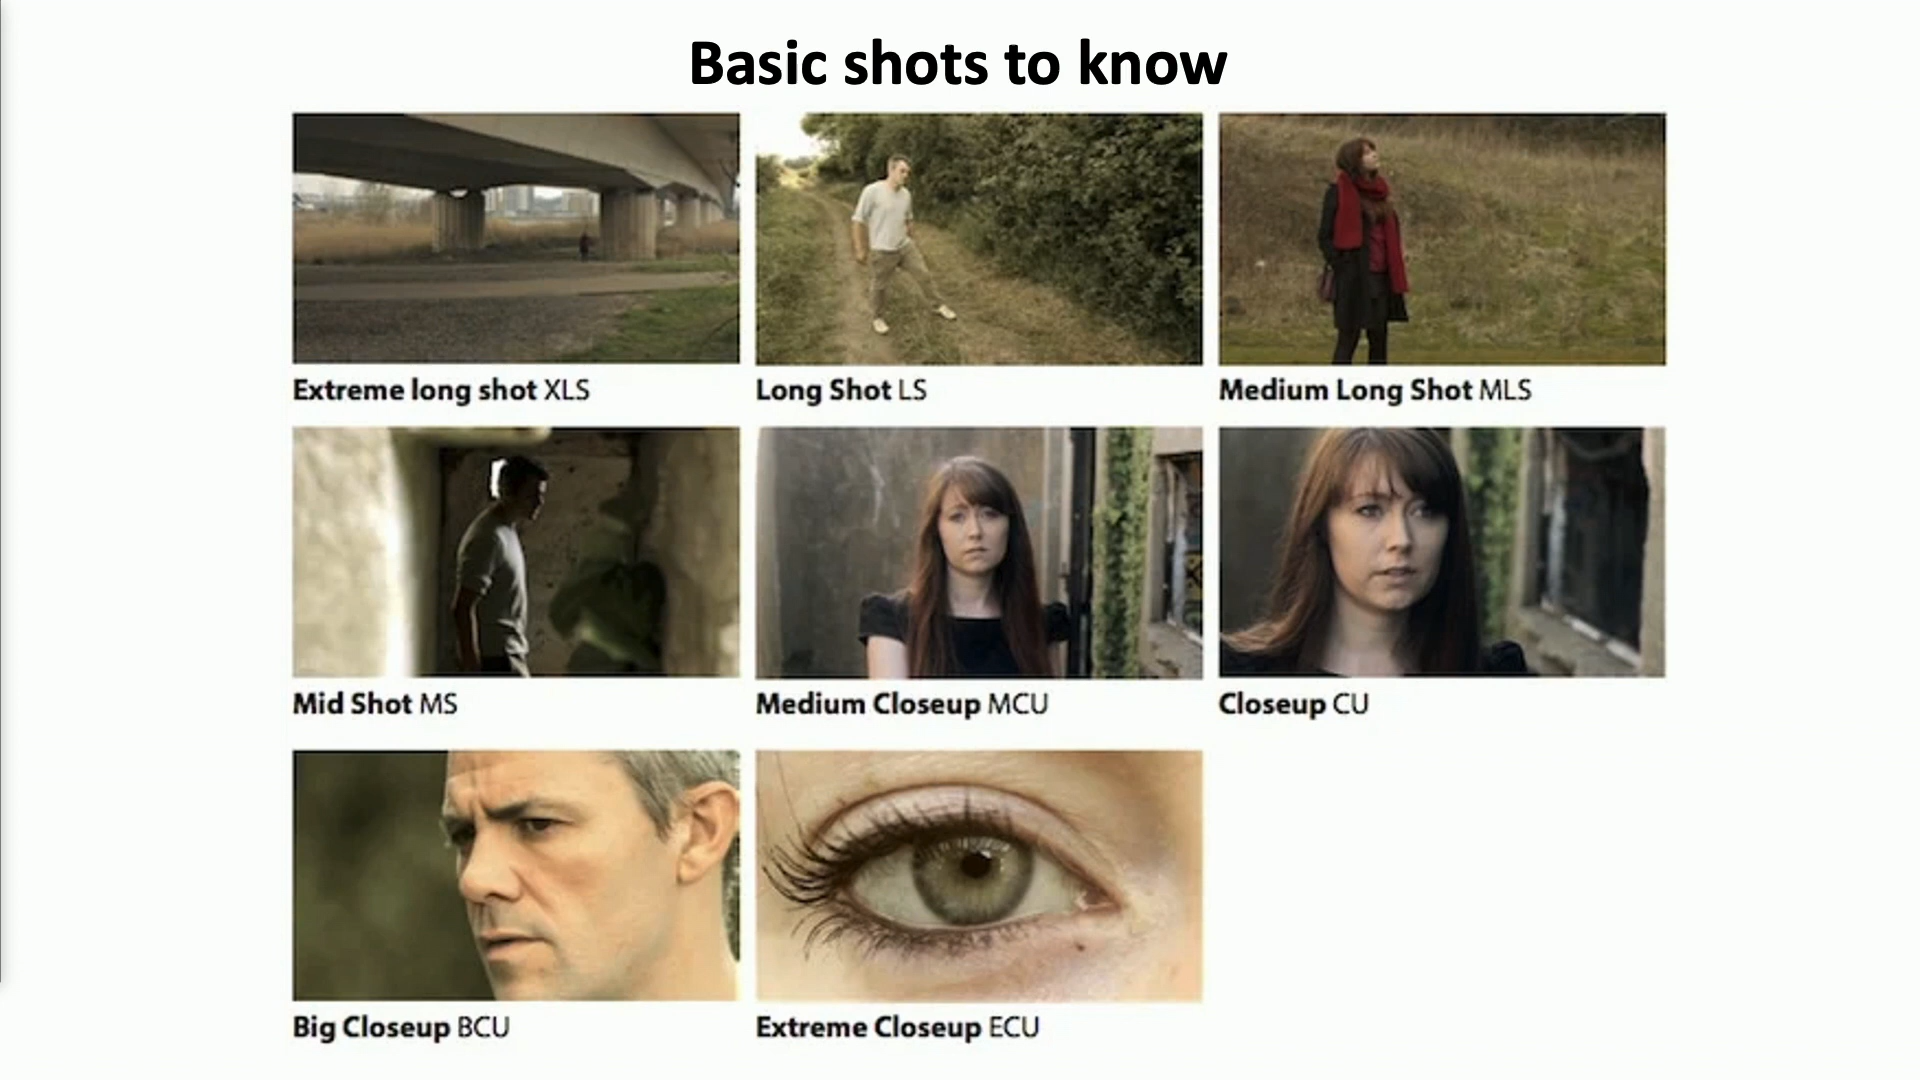 Basic shots to know
Extreme long shot XLS
Long Shot LS
Medium Long Shot MLS
Mid Shot MS
Medium Closeup MCU
Closeup CU
Big Closeup BCU
Extreme Closeup ECU